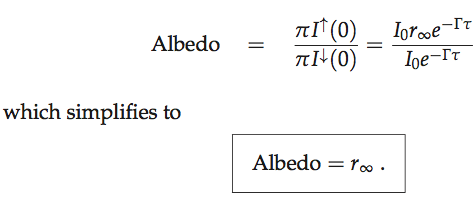 Albedo = πI↑(0) / πI↓(0) = I₀r∞e^−Γτ / I₀e^−Γτ
which simplifies to
Albedo = r∞ .